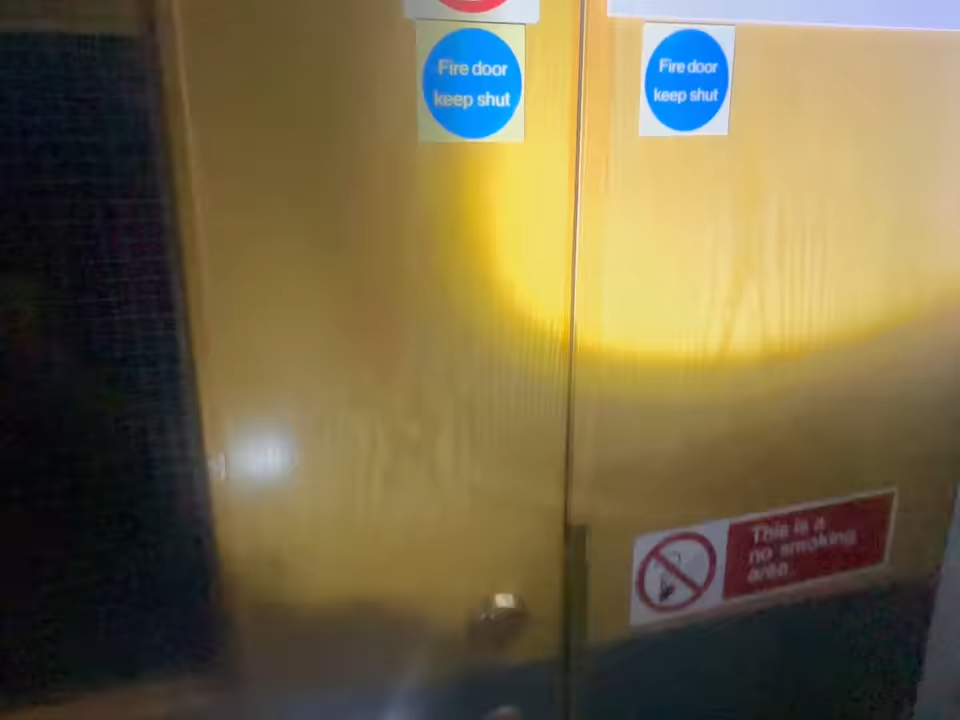 Fire door
keep shut
Fire door
keep shut
This is a
no smoking
area.